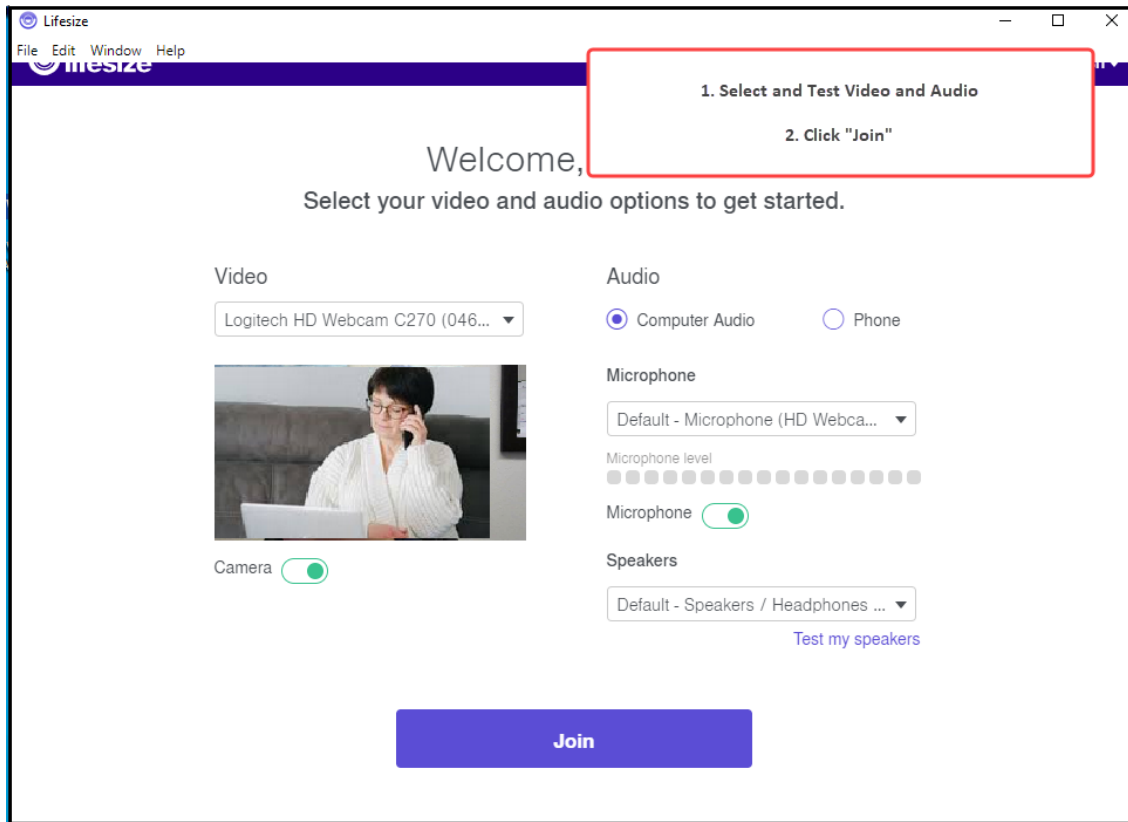 Lifesize
File Edit Window Help
lifesize
1. Select and Test Video and Audio
2. Click "Join"
Welcome,
Select your video and audio options to get started.
Video
Logitech HD Webcam C270 (046...
Camera
Audio
Computer Audio
Phone
Microphone
Default - Microphone (HD Webca...
Microphone level
Microphone
Speakers
Default - Speakers / Headphones ...
Test my speakers
Join